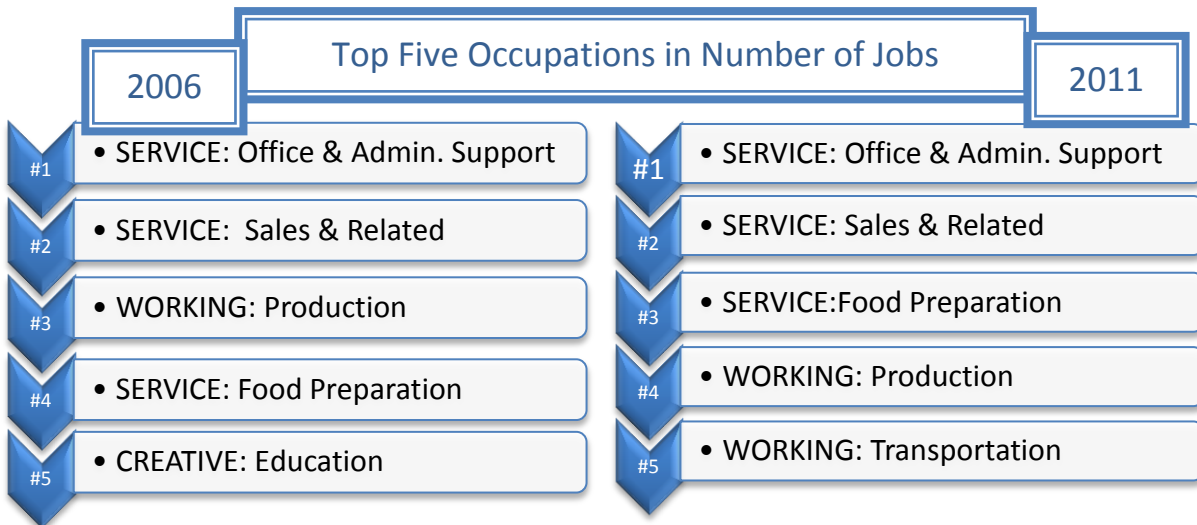 Top Five Occupations in Number of Jobs
2006
#1 • SERVICE: Office & Admin. Support
#2 • SERVICE:  Sales & Related
#3 • WORKING: Production
#4 • SERVICE: Food Preparation
#5 • CREATIVE: Education
2011
#1 • SERVICE: Office & Admin. Support
#2 • SERVICE: Sales & Related
#3 • SERVICE:Food Preparation
#4 • WORKING: Production
#5 • WORKING: Transportation